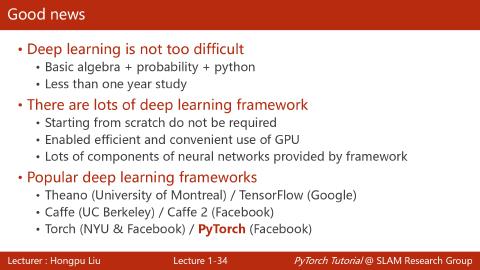 Good news
• Deep learning is not too difficult
• Basic algebra + probability + python
• Less than one year study
• There are lots of deep learning framework
• Starting from scratch do not be required
• Enabled efficient and convenient use of GPU
• Lots of components of neural networks provided by framework
• Popular deep learning frameworks
• Theano (University of Montreal) / TensorFlow (Google)
• Caffe (UC Berkeley) / Caffe 2 (Facebook)
• Torch (NYU & Facebook) / PyTorch (Facebook)
Lecturer : Hongpu Liu Lecture 1-34 PyTorch Tutorial @ SLAM Research Group